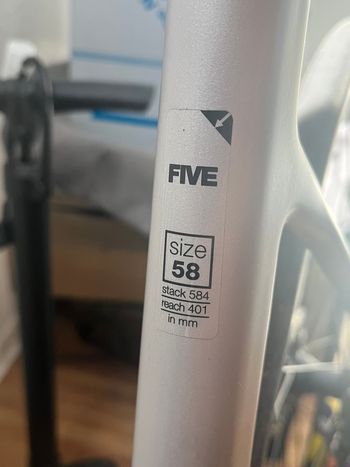 FIVE
size
58
stack 584
reach 401
in mm